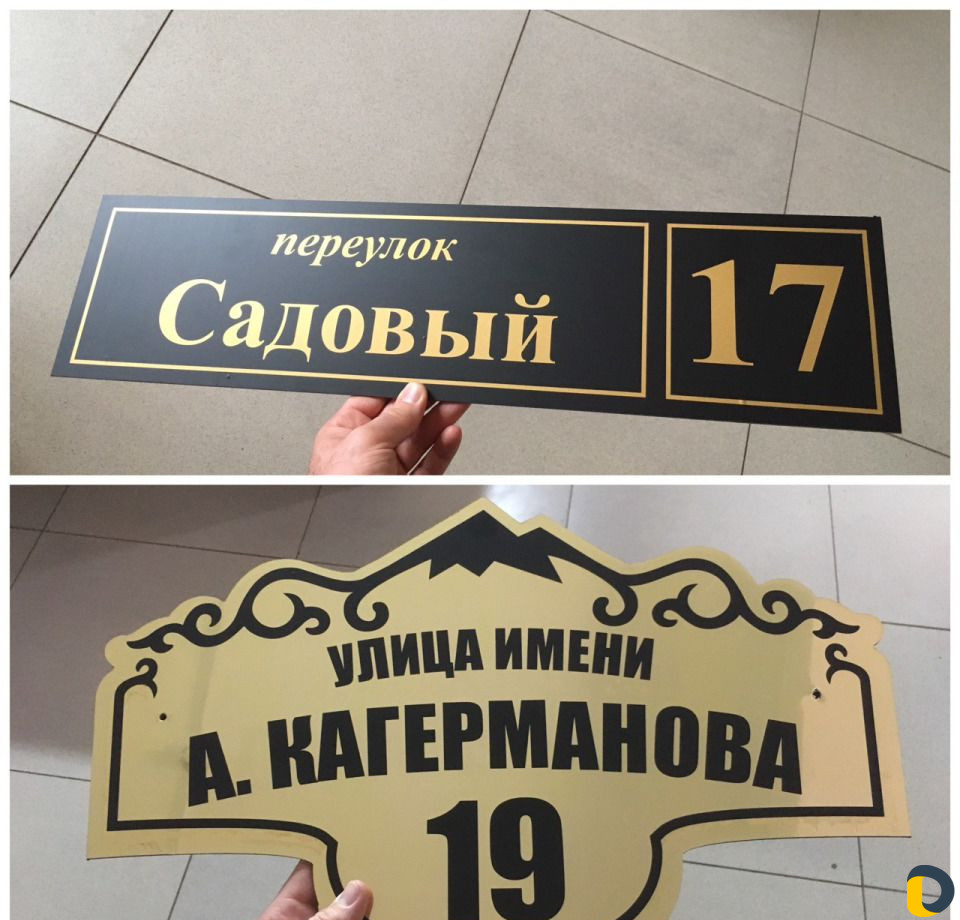 переулок
Садовый
17
УЛИЦА ИМЕНИ
А. КАГЕРМАНОВА
19